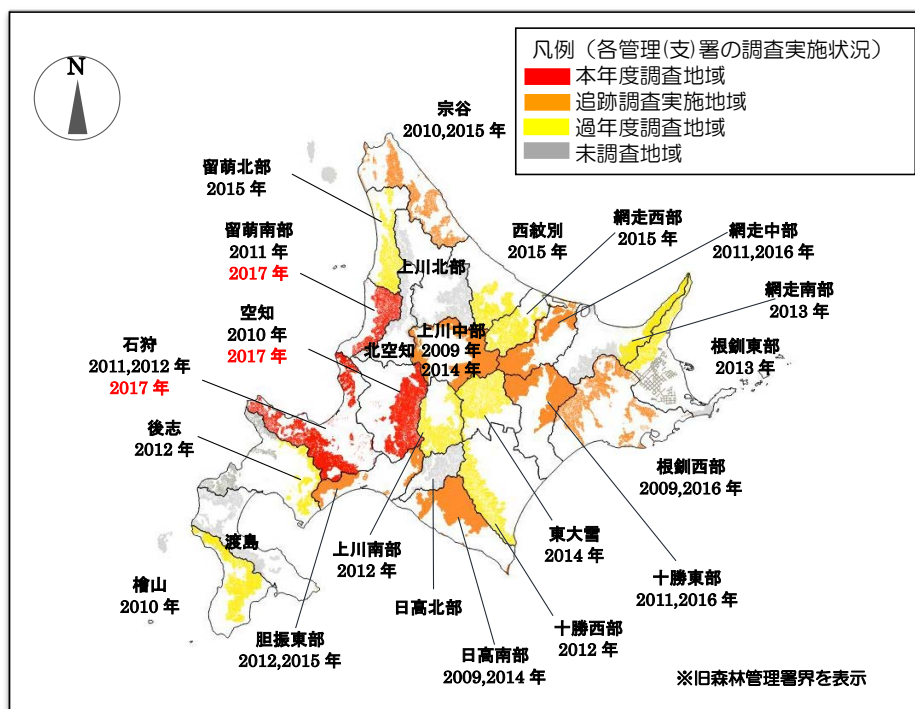 凡例（各管理(支)署の調査実施状況）
本年度調査地域
追跡調査実施地域
過年度調査地域
未調査地域
N
宗谷
2010,2015 年
留萌北部
2015 年
留萌南部
2011 年
2017 年
上川北部
西紋別
2015 年
網走西部
2015 年
網走中部
2011,2016 年
網走南部
2013 年
空知
2010 年
2017 年
北空知
上川中部
2009 年
2014 年
根釧東部
2013 年
石狩
2011,2012 年
2017 年
後志
2012 年
根釧西部
2009,2016 年
渡島
上川南部
2012 年
東大雪
2014 年
檜山
2010 年
日高北部
十勝東部
2011,2016 年
胆振東部
2012,2015 年
日高南部
2009,2014 年
十勝西部
2012 年
※旧森林管理署界を表示